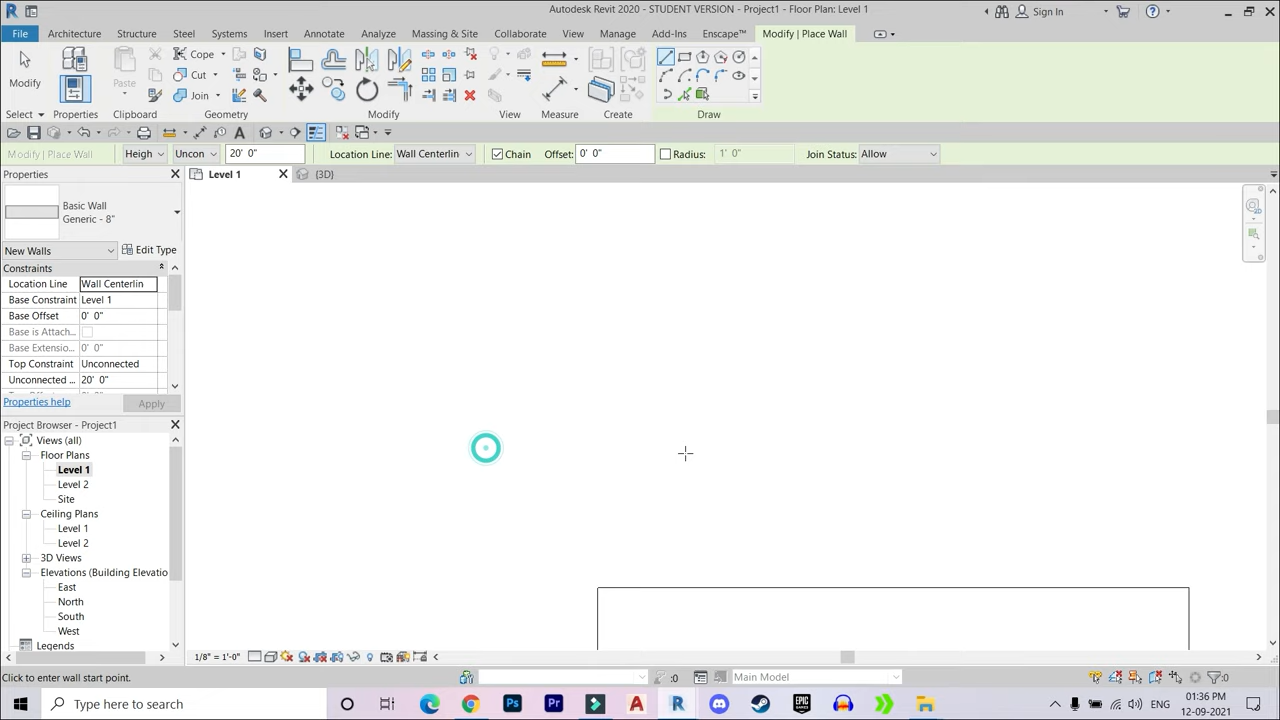 Autodesk Revit 2020 - STUDENT VERSION - Project1 - Floor Plan: Level 1
Sign In
File Architecture Structure Steel Systems Insert Annotate Analyze Massing & Site Collaborate View Manage Add-Ins Enscape™ Modify | Place Wall
Modify
Paste
Cope
Cut
Join
Select Properties Clipboard Geometry Modify View Measure Create Draw
Modify | Place Wall Heigh Uncon 20' 0" Location Line: Wall Centerlin Chain Offset: 0' 0" Radius: 1' 0" Join Status: Allow
Properties
Level 1
{3D}
Basic Wall
Generic - 8"
New Walls
Edit Type
Constraints
Location Line Wall Centerlin
Base Constraint Level 1
Base Offset 0' 0"
Base is Attach...
Base Extensio... 0' 0"
Top Constraint Unconnected
Unconnected ... 20' 0"
Properties help
Apply
Project Browser - Project1
Views (all)
Floor Plans
Level 1
Level 2
Site
Ceiling Plans
Level 1
Level 2
3D Views
Elevations (Building Elevatio
East
North
South
West
Legends
1/8" = 1'-0"
Click to enter wall start point.
:0
Main Model
:0
Type here to search
ENG
01:36 PM
12-09-2021